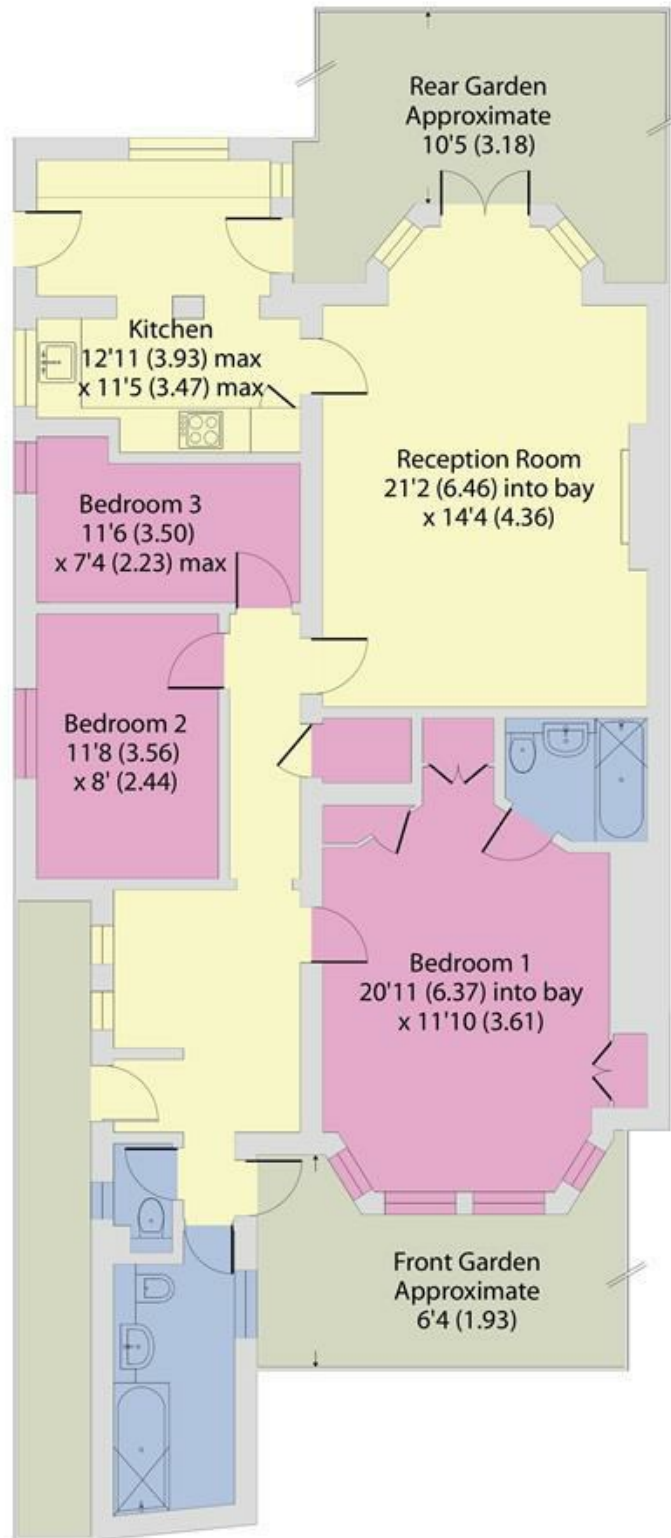 Rear Garden
Approximate
10'5 (3.18)
Kitchen
12'11 (3.93) max
x 11'5 (3.47) max
Reception Room
21'2 (6.46) into bay
x 14'4 (4.36)
Bedroom 3
11'6 (3.50)
x 7'4 (2.23) max
Bedroom 2
11'8 (3.56)
x 8' (2.44)
Bedroom 1
20'11 (6.37) into bay
x 11'10 (3.61)
Front Garden
Approximate
6'4 (1.93)